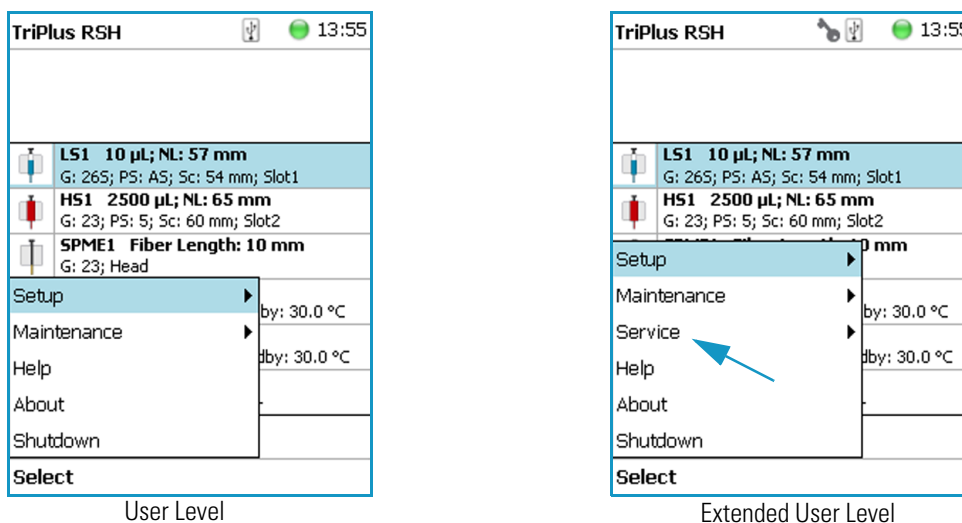 TriPlus RSH 13:55
LS1 10 µL; NL: 57 mm
G: 26S; PS: AS; Sc: 54 mm; Slot1
HS1 2500 µL; NL: 65 mm
G: 23; PS: 5; Sc: 60 mm; Slot2
SPME1 Fiber Length: 10 mm
G: 23; Head
Setup
by: 30.0 °C
Maintenance
dby: 30.0 °C
Help
About
Shutdown
Select
User Level
TriPlus RSH 13:55
LS1 10 µL; NL: 57 mm
G: 26S; PS: AS; Sc: 54 mm; Slot1
HS1 2500 µL; NL: 65 mm
G: 23; PS: 5; Sc: 60 mm; Slot2
0 mm
Setup
Maintenance
by: 30.0 °C
Service
dby: 30.0 °C
Help
About
Shutdown
Select
Extended User Level